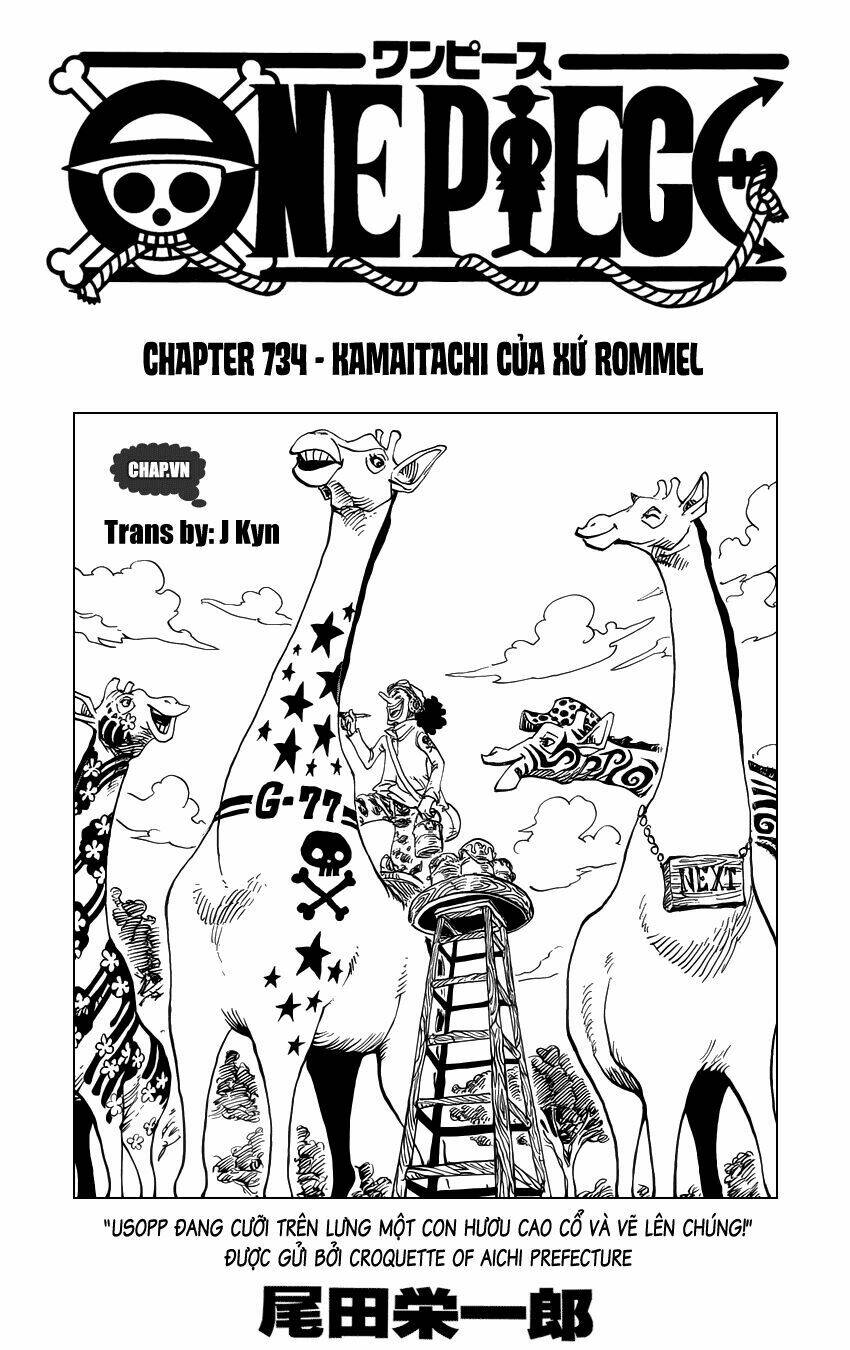 ワンピース
ONE PIECE
CHAPTER 734 - KAMAITACHI CỦA XỨ ROMMEL
CHAP.VN
Trans by: J Kyn
G-77
NEXT
"USOPP ĐANG CƯỠI TRÊN LƯNG MỘT CON HƯƠU CAO CỔ VÀ VẼ LÊN CHÚNG!"
ĐƯỢC GỬI BỞI CROQUETTE OF AICHI PREFECTURE
尾田栄一郎